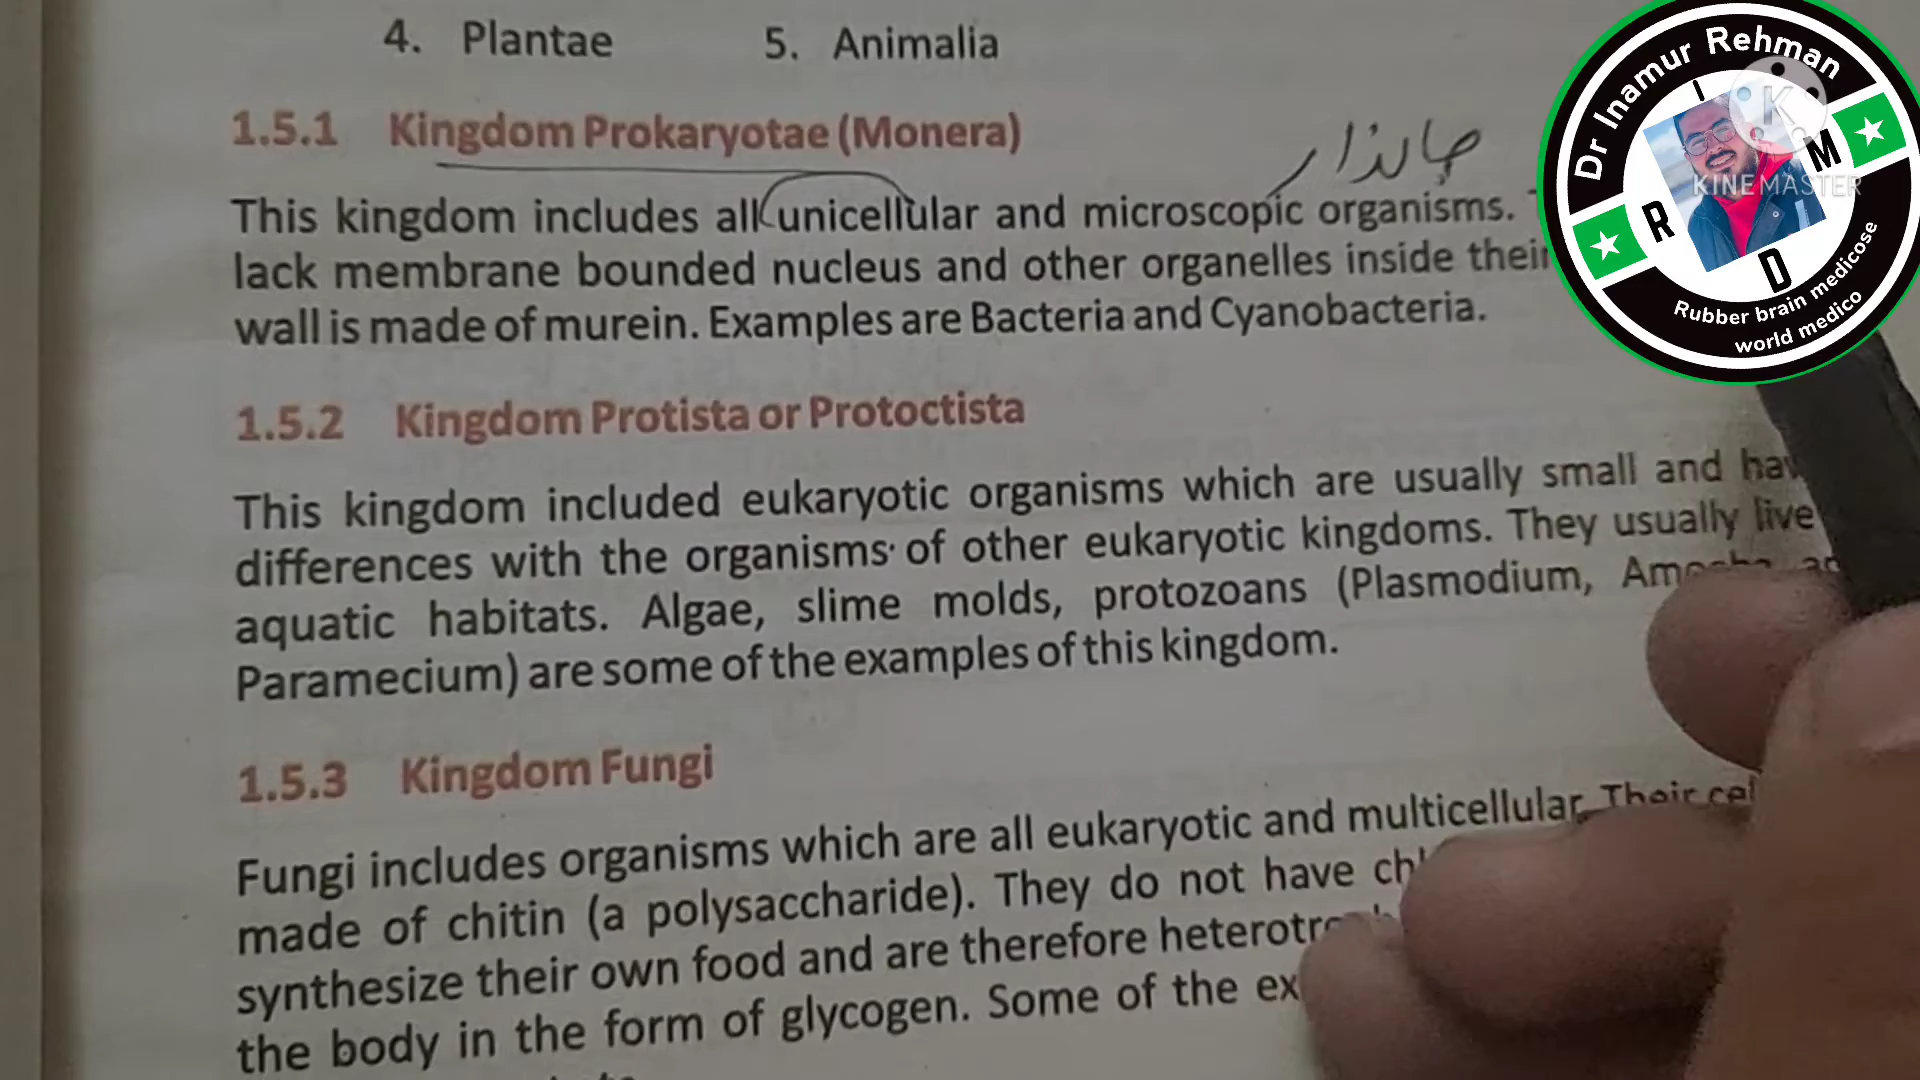 4. Plantae 5. Animalia
1.5.1 Kingdom Prokaryotae (Monera)
جاندار
This kingdom includes all unicellular and microscopic organisms.
lack membrane bounded nucleus and other organelles inside their
wall is made of murein. Examples are Bacteria and Cyanobacteria.
1.5.2 Kingdom Protista or Protoctista
This kingdom included eukaryotic organisms which are usually small and
differences with the organisms of other eukaryotic kingdoms. They usually live
aquatic habitats. Algae, slime molds, protozoans (Plasmodium,
Paramecium) are some of the examples of this kingdom.
1.5.3 Kingdom Fungi
Fungi includes organisms which are all eukaryotic and multicellular. Their
made of chitin (a polysaccharide). They do not have
synthesize their own food and are therefore
the body in the form of glycogen. Some of the
Dr Inamur Rehman
I M R D
KINEMASTER
Rubber brain medicose
world medico